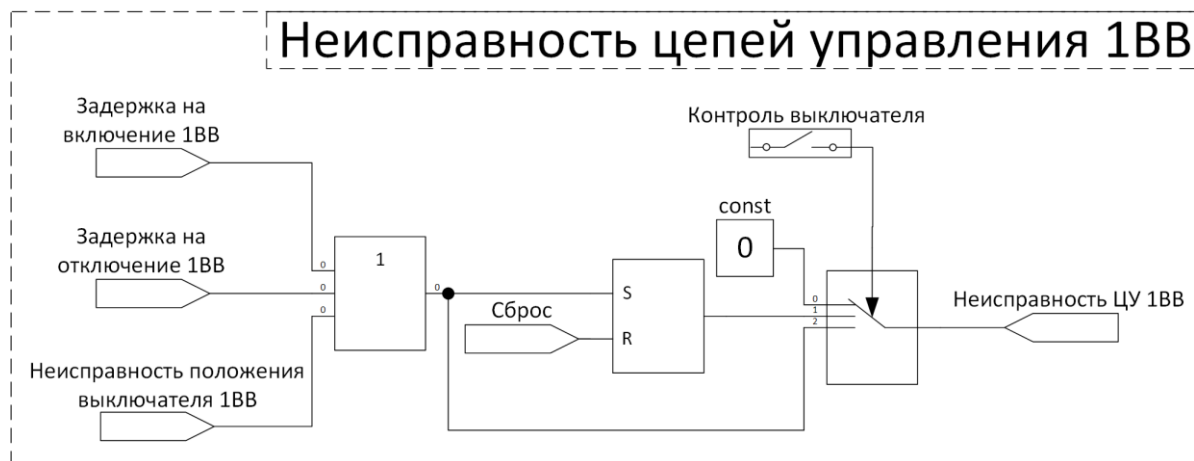 Неисправность цепей управления 1ВВ
Задержка на
включение 1ВВ
Контроль выключателя
const
0
Задержка на
отключение 1ВВ
1
0
0
0
0
S
R
Сброс
0
1
2
Неисправность ЦУ 1ВВ
Неисправность положения
выключателя 1ВВ